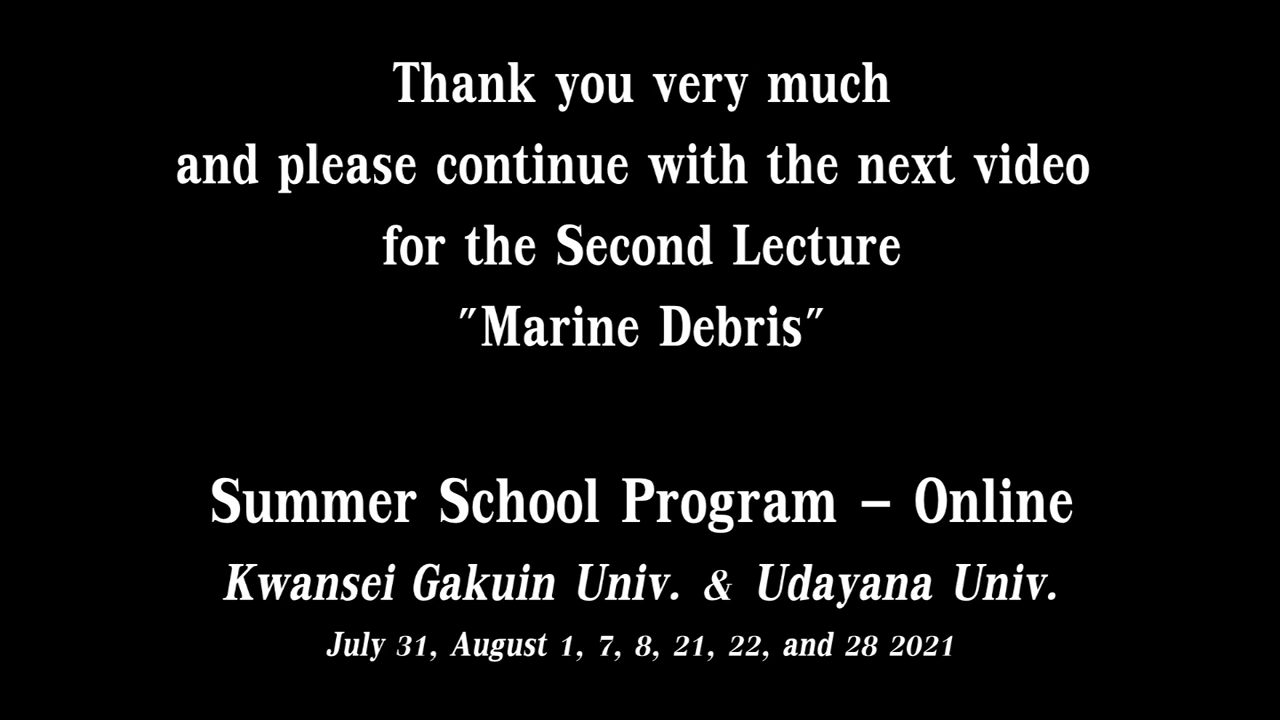 Thank you very much
and please continue with the next video
for the Second Lecture
"Marine Debris"
Summer School Program – Online
Kwansei Gakuin Univ. & Udayana Univ.
July 31, August 1, 7, 8, 21, 22, and 28 2021